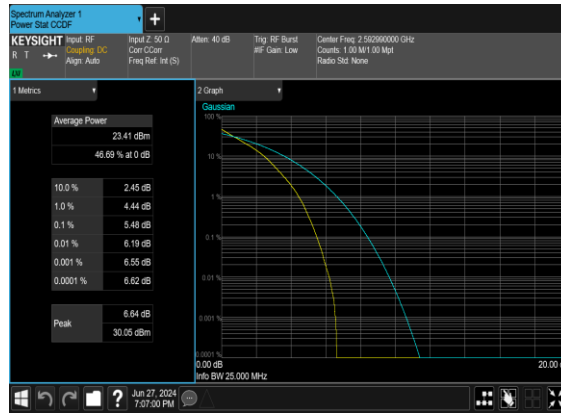 Spectrum Analyzer 1
Power Stat CCDF
KEYSIGHT
R T
LXI
Input: RF
Coupling: DC
Align: Auto
Input Z: 50 Ω
Corr CCorr
Freq Ref: Int (S)
Atten: 40 dB
Trig: RF Burst
#IF Gain: Low
Center Freq: 2.592990000 GHz
Counts: 1.00 M/1.00 Mpt
Radio Std: None
1 Metrics
Average Power
23.41 dBm
46.69 % at 0 dB
10.0 % 2.45 dB
1.0 % 4.44 dB
0.1 % 5.48 dB
0.01 % 6.19 dB
0.001 % 6.55 dB
0.0001 % 6.62 dB
Peak
6.64 dB
30.05 dBm
2 Graph
Gaussian
100 %
10 %
1 %
0.1 %
0.01 %
0.001 %
0.0001 %
0.00 dB
20.00
Info BW 25.000 MHz
Jun 27, 2024
7:07:00 PM